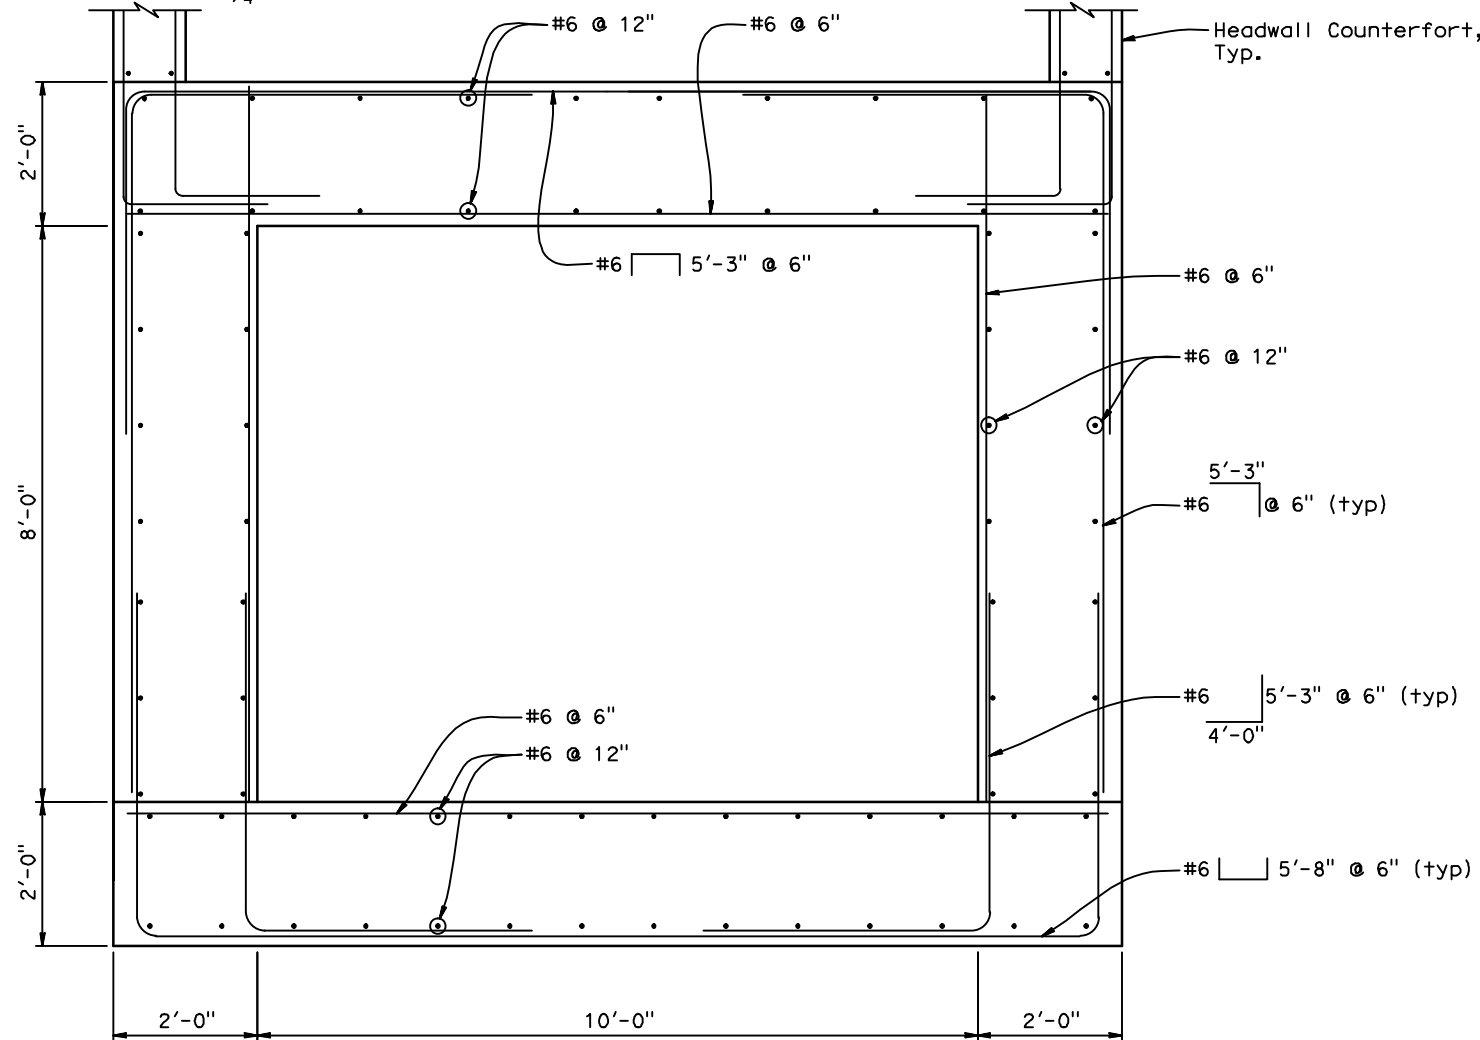 #6 @ 12"
#6 @ 6"
Headwall Counterfort,
Typ.
2'-0"
#6 5'-3" @ 6"
#6 @ 6"
#6 @ 12"
5'-3"
#6 @ 6" (typ)
8'-0"
#6 5'-3" @ 6" (typ)
4'-0"
#6 @ 6"
#6 @ 12"
2'-0"
#6 5'-8" @ 6" (typ)
2'-0"
10'-0"
2'-0"